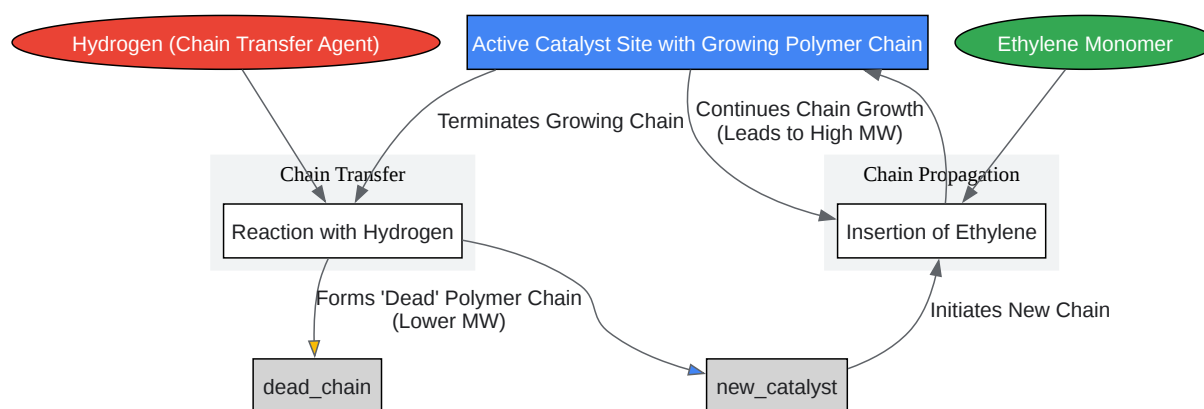 Hydrogen (Chain Transfer Agent)
Active Catalyst Site with Growing Polymer Chain
Ethylene Monomer
Terminates Growing Chain
Continues Chain Growth
(Leads to High MW)
Chain Transfer
Chain Propagation
Reaction with Hydrogen
Insertion of Ethylene
Forms 'Dead' Polymer Chain
(Lower MW)
Initiates New Chain
dead_chain
new_catalyst